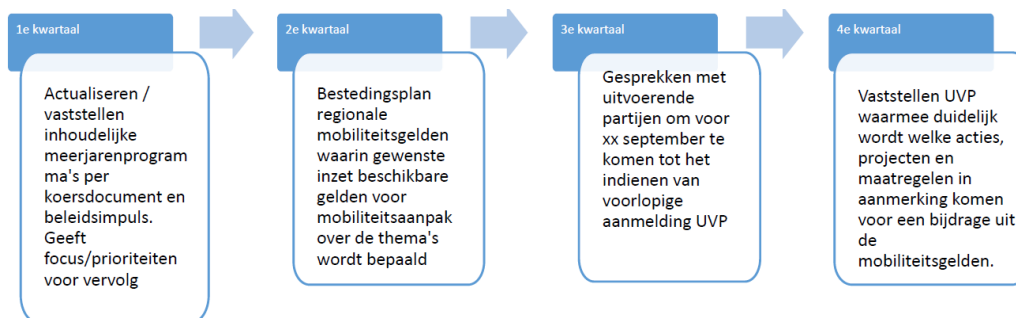 1e kwartaal
Actualiseren /
vaststellen
inhoudelijke
meerjarenprogram
ma's per
koersdocument en
beleidsimpuls.
Geeft
focus/prioriteiten
voor vervolg
2e kwartaal
Bestedingsplan
regionale
mobiliteitsgelden
waarin gewenste
inzet beschikbare
gelden voor
mobiliteitsaanpak
over de thema's
wordt bepaald
3e kwartaal
Gesprekken met
uitvoerende
partijen om voor
xx september te
komen tot het
indienen van
voorlopige
aanmelding UVP
4e kwartaal
Vaststellen UVP
waarmee duidelijk
wordt welke acties,
projecten en
maatregelen in
aanmerking komen
voor een bijdrage uit
de
mobiliteitsgelden.